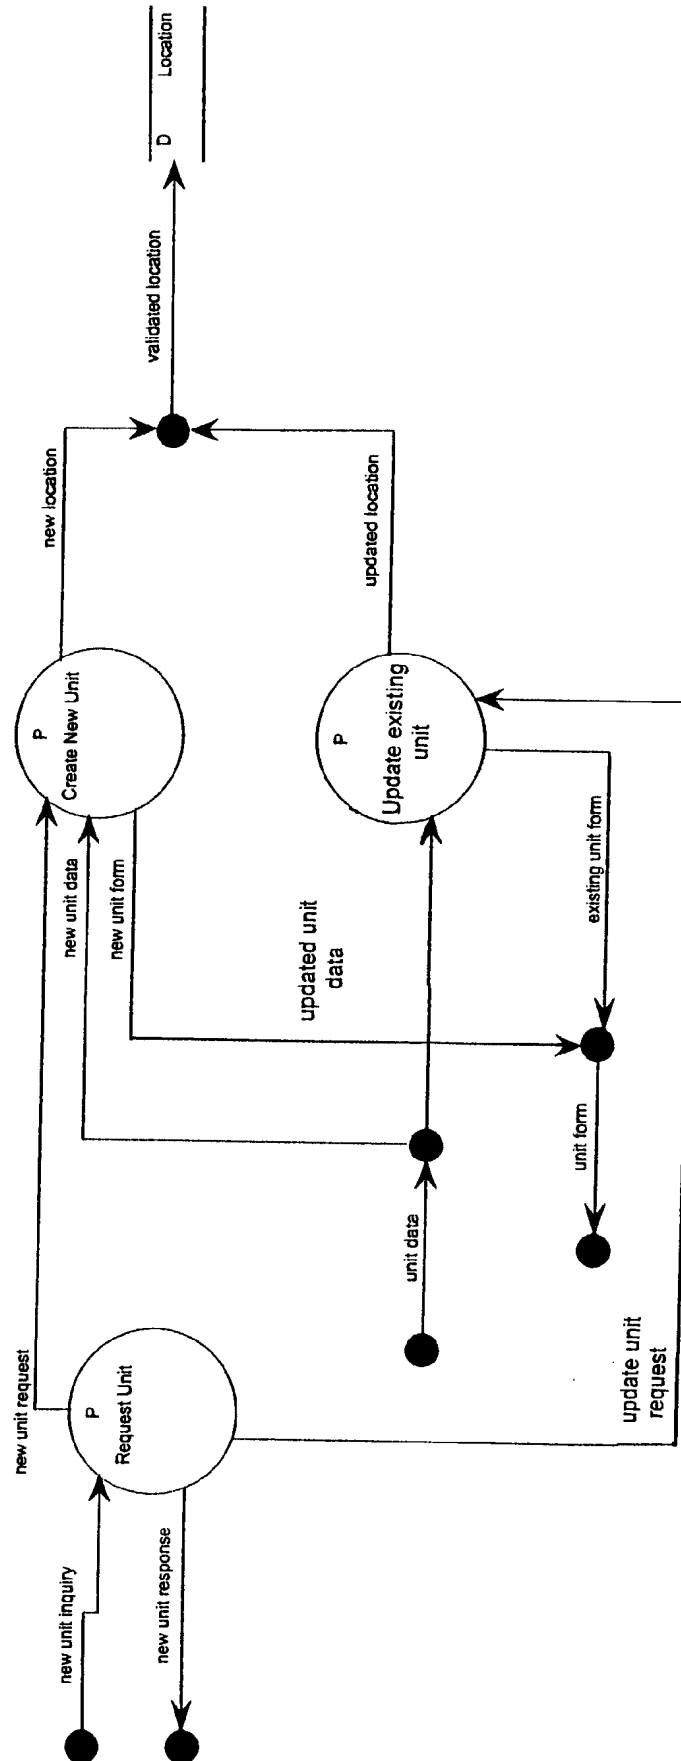 new unit inquiry
new unit response
P
Request Unit
new unit request
update unit
request
unit data
unit form
new unit data
new unit form
updated unit
data
existing unit form
P
Create New Unit
P
Update existing
unit
new location
updated location
validated location
D Location